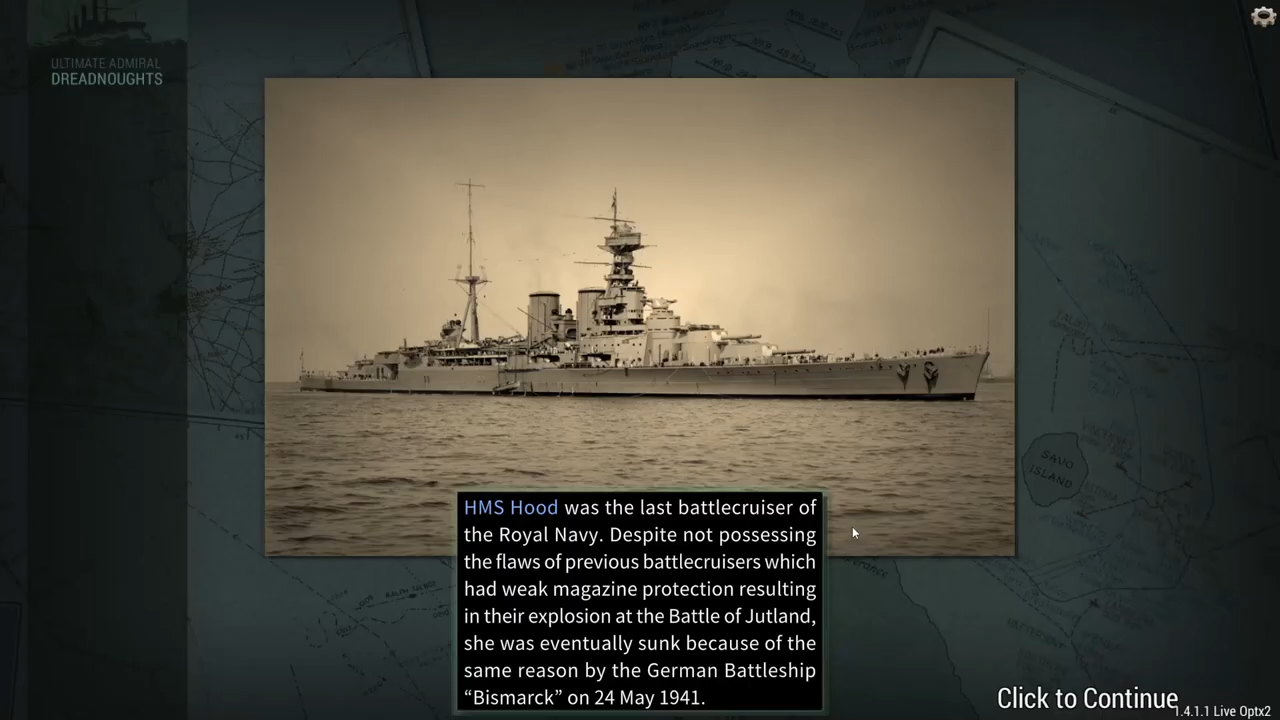 ULTIMATE ADMIRAL
DREADNOUGHTS
SAVO
ISLAND
HMS Hood was the last battlecruiser of
the Royal Navy. Despite not possessing
the flaws of previous battlecruisers which
had weak magazine protection resulting
in their explosion at the Battle of Jutland,
she was eventually sunk because of the
same reason by the German Battleship
“Bismarck” on 24 May 1941.
Click to Continue
1.4.1.1 Live Optx2